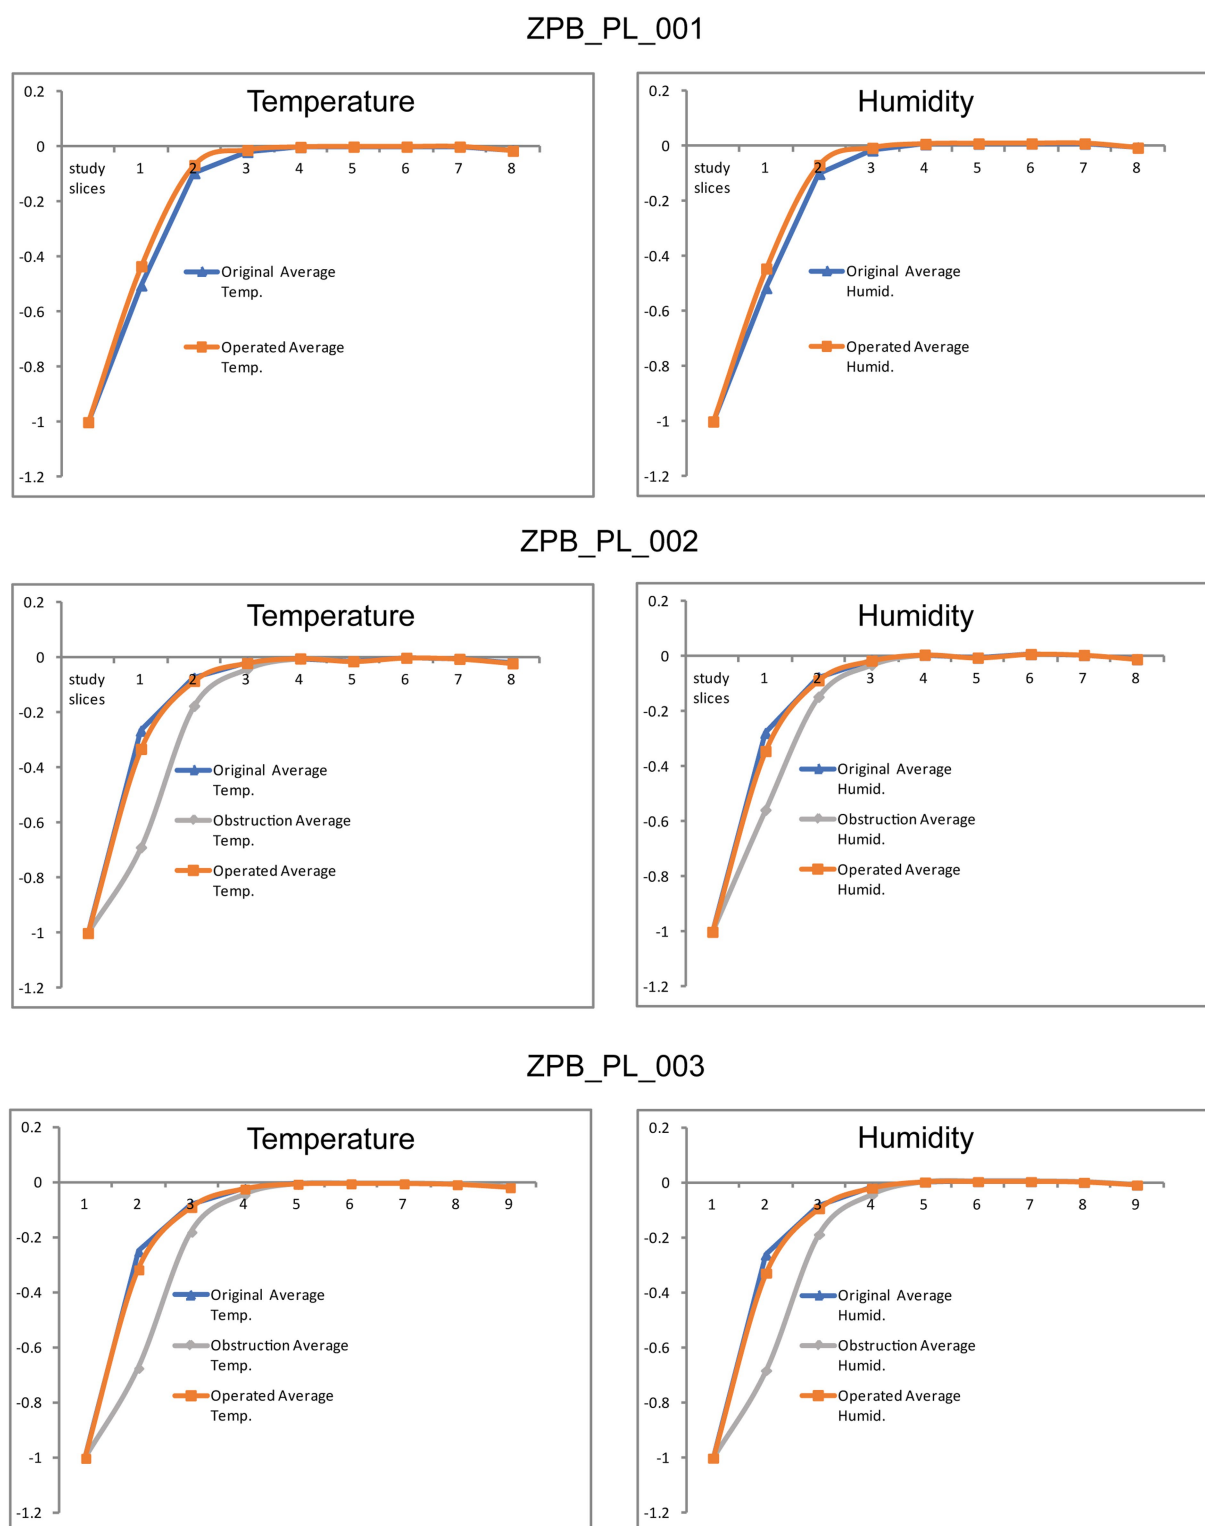 ZPB_PL_001
Temperature
0.2
0
-0.2
-0.4
-0.6
-0.8
-1
-1.2
study
slices
1 2 3 4 5 6 7 8
Original Average
Temp.
Operated Average
Temp.
Humidity
0.2
0
-0.2
-0.4
-0.6
-0.8
-1
-1.2
study
slices
1 2 3 4 5 6 7 8
Original Average
Humid.
Operated Average
Humid.
ZPB_PL_002
Temperature
0.2
0
-0.2
-0.4
-0.6
-0.8
-1
-1.2
study
slices
1 2 3 4 5 6 7 8
Original Average
Temp.
Obstruction Average
Temp.
Operated Average
Temp.
Humidity
0.2
0
-0.2
-0.4
-0.6
-0.8
-1
-1.2
study
slices
1 2 3 4 5 6 7 8
Original Average
Humid.
Obstruction Average
Humid.
Operated Average
Humid.
ZPB_PL_003
Temperature
0.2
0
-0.2
-0.4
-0.6
-0.8
-1
-1.2
1 2 3 4 5 6 7 8 9
Original Average
Temp.
Obstruction Average
Temp.
Operated Average
Temp.
Humidity
0.2
0
-0.2
-0.4
-0.6
-0.8
-1
-1.2
1 2 3 4 5 6 7 8 9
Original Average
Humid.
Obstruction Average
Humid.
Operated Average
Humid.